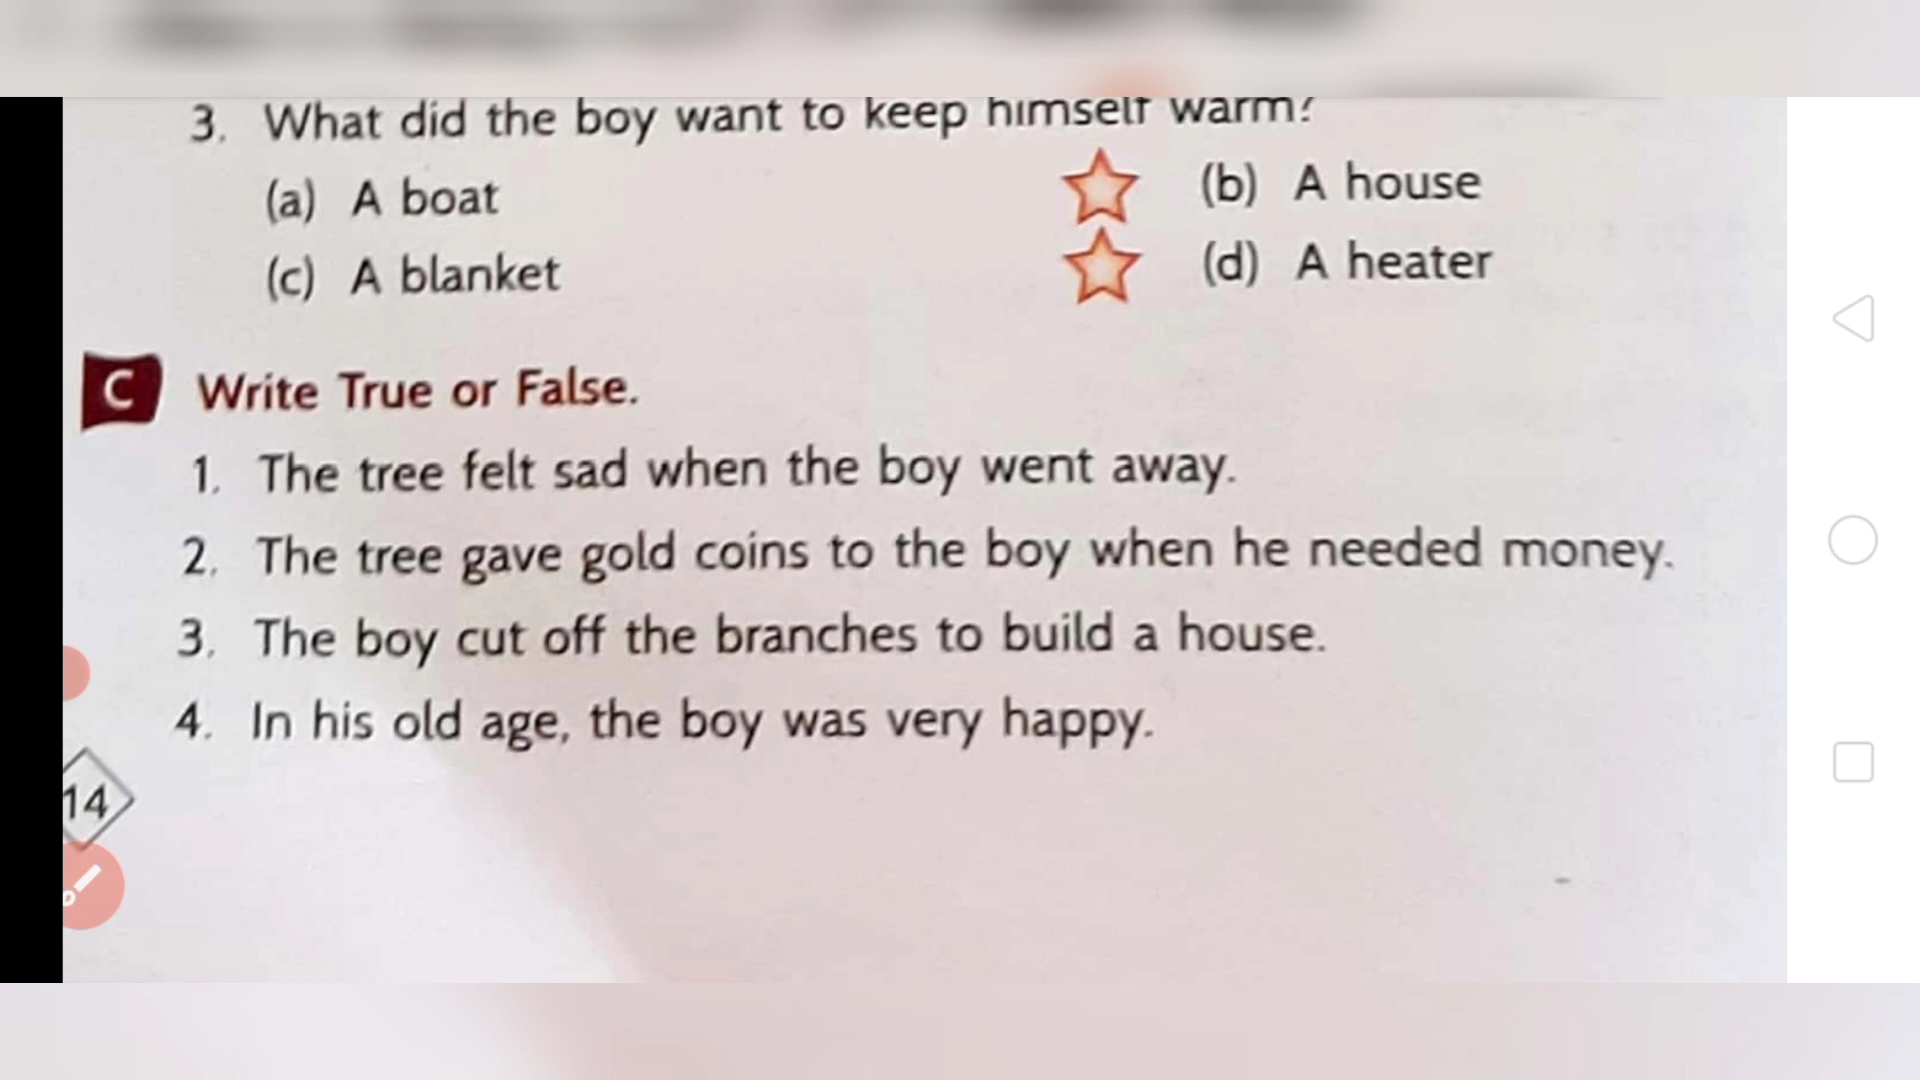 3. What did the boy want to keep himself warm?
(a) A boat (b) A house
(c) A blanket (d) A heater
C Write True or False.
1. The tree felt sad when the boy went away.
2. The tree gave gold coins to the boy when he needed money.
3. The boy cut off the branches to build a house.
4. In his old age, the boy was very happy.
14